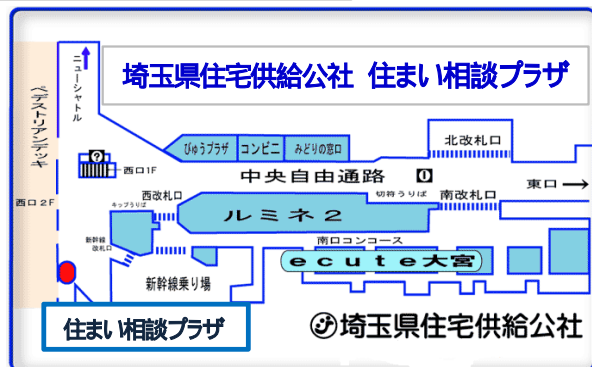 埼玉県住宅供給公社 住まい相談プラザ
ニューシャトル
ペデストリアンデッキ
びゅうプラザ
コンビニ
みどりの窓口
北改札口
西口1F
中央自由通路
東口→
西改札口
切符うりば
南改札口
西口2F
キップうりば
ルミネ2
新幹線
改札口
南口コンコース
ecute大宮
新幹線乗り場
住まい相談プラザ
埼玉県住宅供給公社